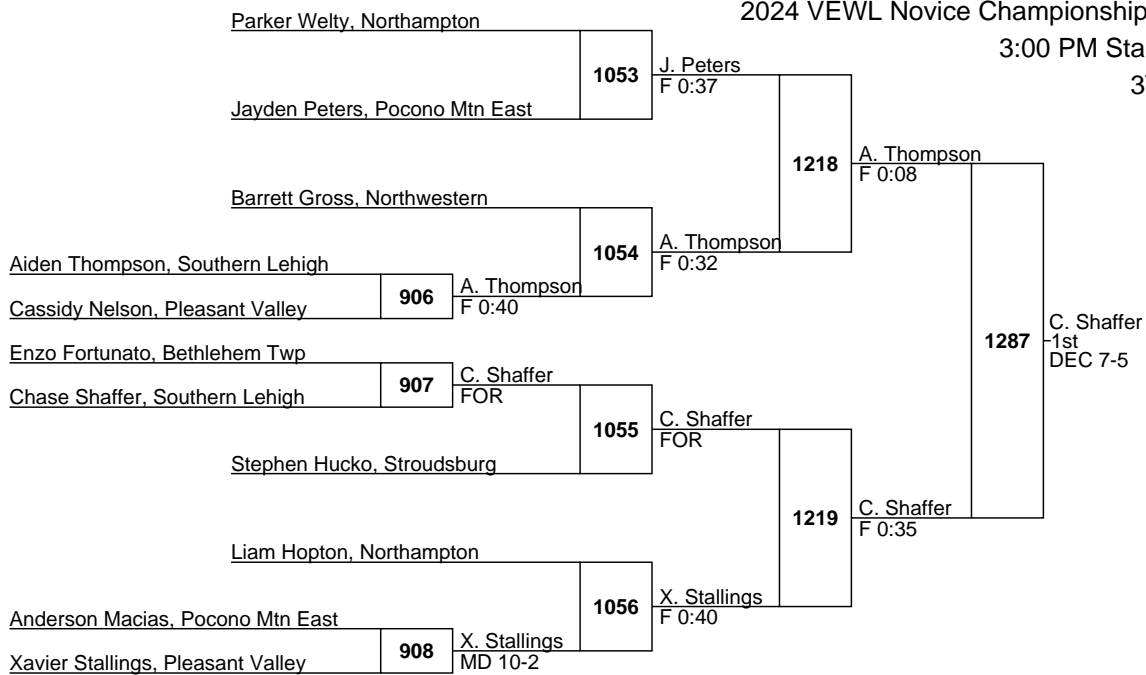 2024 VEWL Novice Championship
3:00 PM Sta
3
Parker Welty, Northampton
1053
J. Peters
F 0:37
Jayden Peters, Pocono Mtn East
1218
A. Thompson
F 0:08
Barrett Gross, Northwestern
1054
A. Thompson
F 0:32
Aiden Thompson, Southern Lehigh
906
A. Thompson
F 0:40
Cassidy Nelson, Pleasant Valley
1287
C. Shaffer
1st
DEC 7-5
Enzo Fortunato, Bethlehem Twp
907
C. Shaffer
FOR
Chase Shaffer, Southern Lehigh
1055
C. Shaffer
FOR
Stephen Hucko, Stroudsburg
1219
C. Shaffer
F 0:35
Liam Hopton, Northampton
1056
X. Stallings
F 0:40
Anderson Macias, Pocono Mtn East
908
X. Stallings
MD 10-2
Xavier Stallings, Pleasant Valley